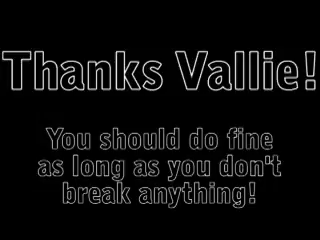 Thanks Vallie!
You should do fine
as long as you don't
break anything!